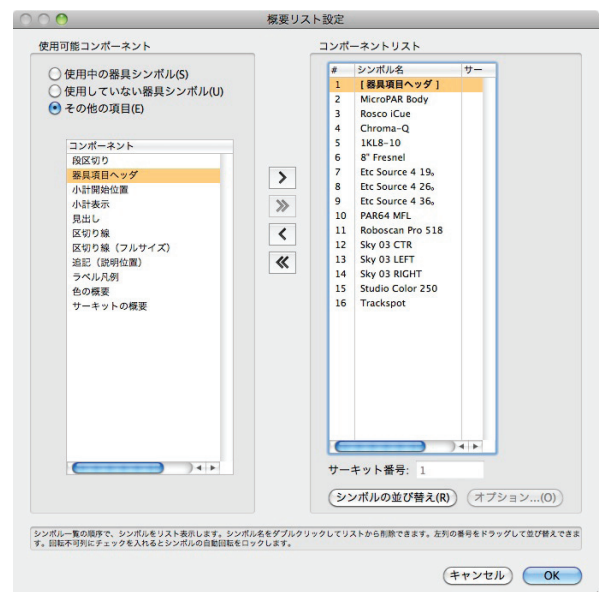 概要リスト設定
使用可能コンポーネント
使用中の器具シンボル(S)
使用していない器具シンボル(U)
その他の項目(E)
コンポーネント
段区切り
器具項目ヘッダ
小計開始位置
小計表示
見出し
区切り線
区切り線（フルサイズ）
追記（説明位置）
ラベル凡例
色の概要
サーキットの概要
コンポーネントリスト
# シンボル名 サー
1 [ 器具項目ヘッダ ]
2 MicroPAR Body
3 Rosco iCue
4 Chroma-Q
5 1KL8-10
6 8" Fresnel
7 Etc Source 4 19｡
8 Etc Source 4 26｡
9 Etc Source 4 36｡
10 PAR64 MFL
11 Roboscan Pro 518
12 Sky 03 CTR
13 Sky 03 LEFT
14 Sky 03 RIGHT
15 Studio Color 250
16 Trackspot
サーキット番号: 1
シンボルの並び替え(R) オプション...(O)
シンボル一覧の順序で、シンボルをリスト表示します。シンボル名をダブルクリックしてリストから削除できます。左列の番号をドラッグして並び替えできま
す。回転不可列にチェックを入れるとシンボルの自動回転をロックします。
キャンセル OK